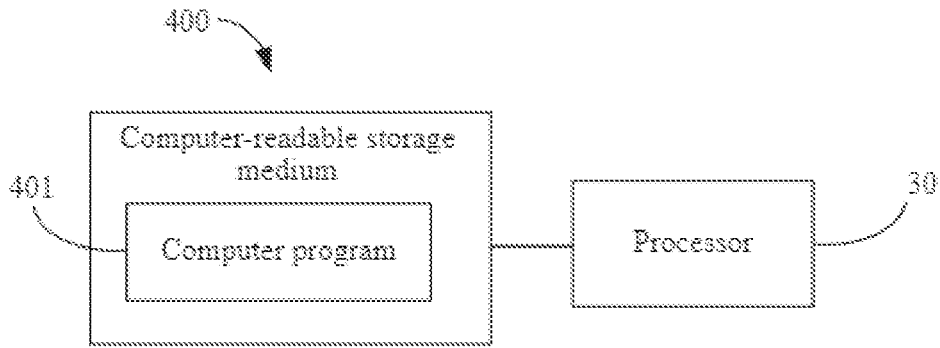 400
Computer-readable storage
medium
401
Computer program
Processor
30